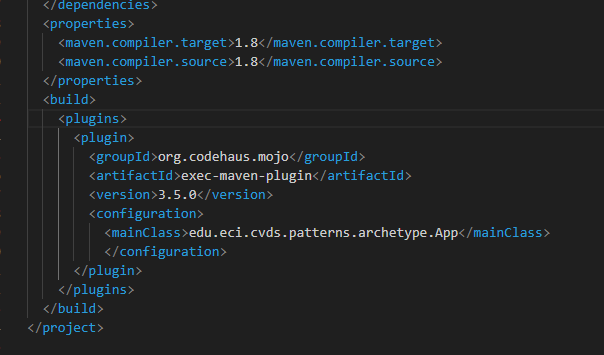 </dependencies>
<properties>
<maven.compiler.target>1.8</maven.compiler.target>
<maven.compiler.source>1.8</maven.compiler.source>
</properties>
<build>
<plugins>
<plugin>
<groupId>org.codehaus.mojo</groupId>
<artifactId>exec-maven-plugin</artifactId>
<version>3.5.0</version>
<configuration>
<mainClass>edu.eci.cvds.patterns.archetype.App</mainClass>
</configuration>
</plugin>
</plugins>
</build>
</project>